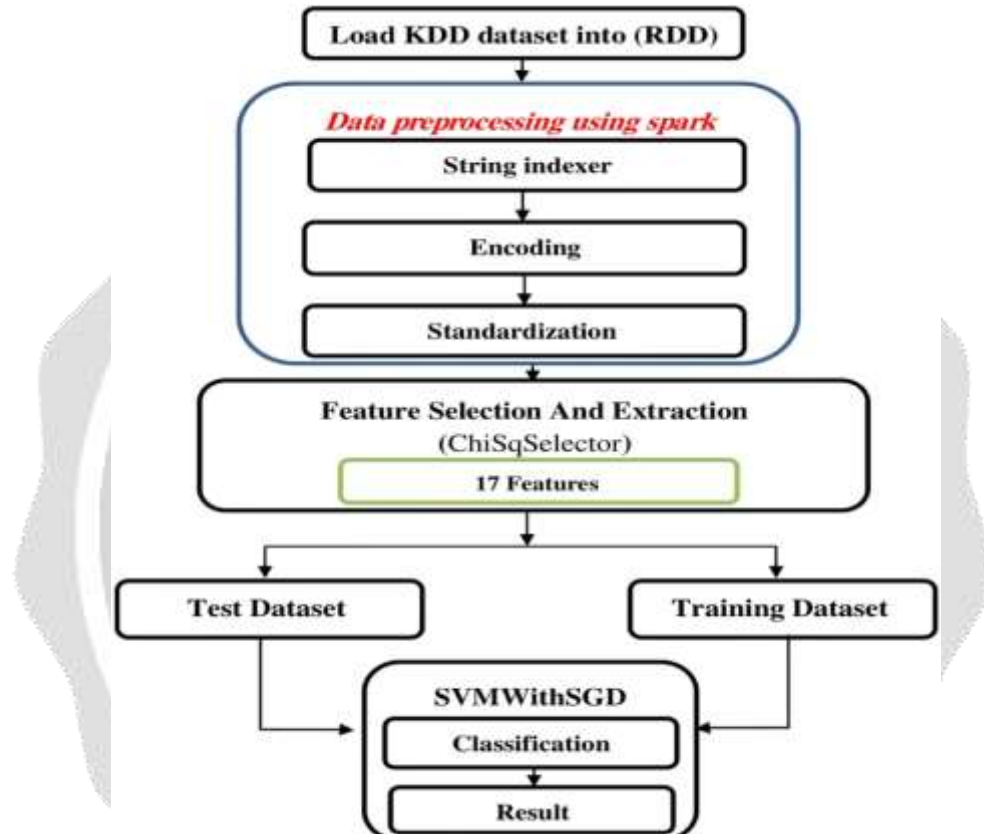 Load KDD dataset into (RDD)
Data preprocessing using spark
String indexer
Encoding
Standardization
Feature Selection And Extraction
(ChiSqSelector)
17 Features
Test Dataset
Training Dataset
SVMWithSGD
Classification
Result